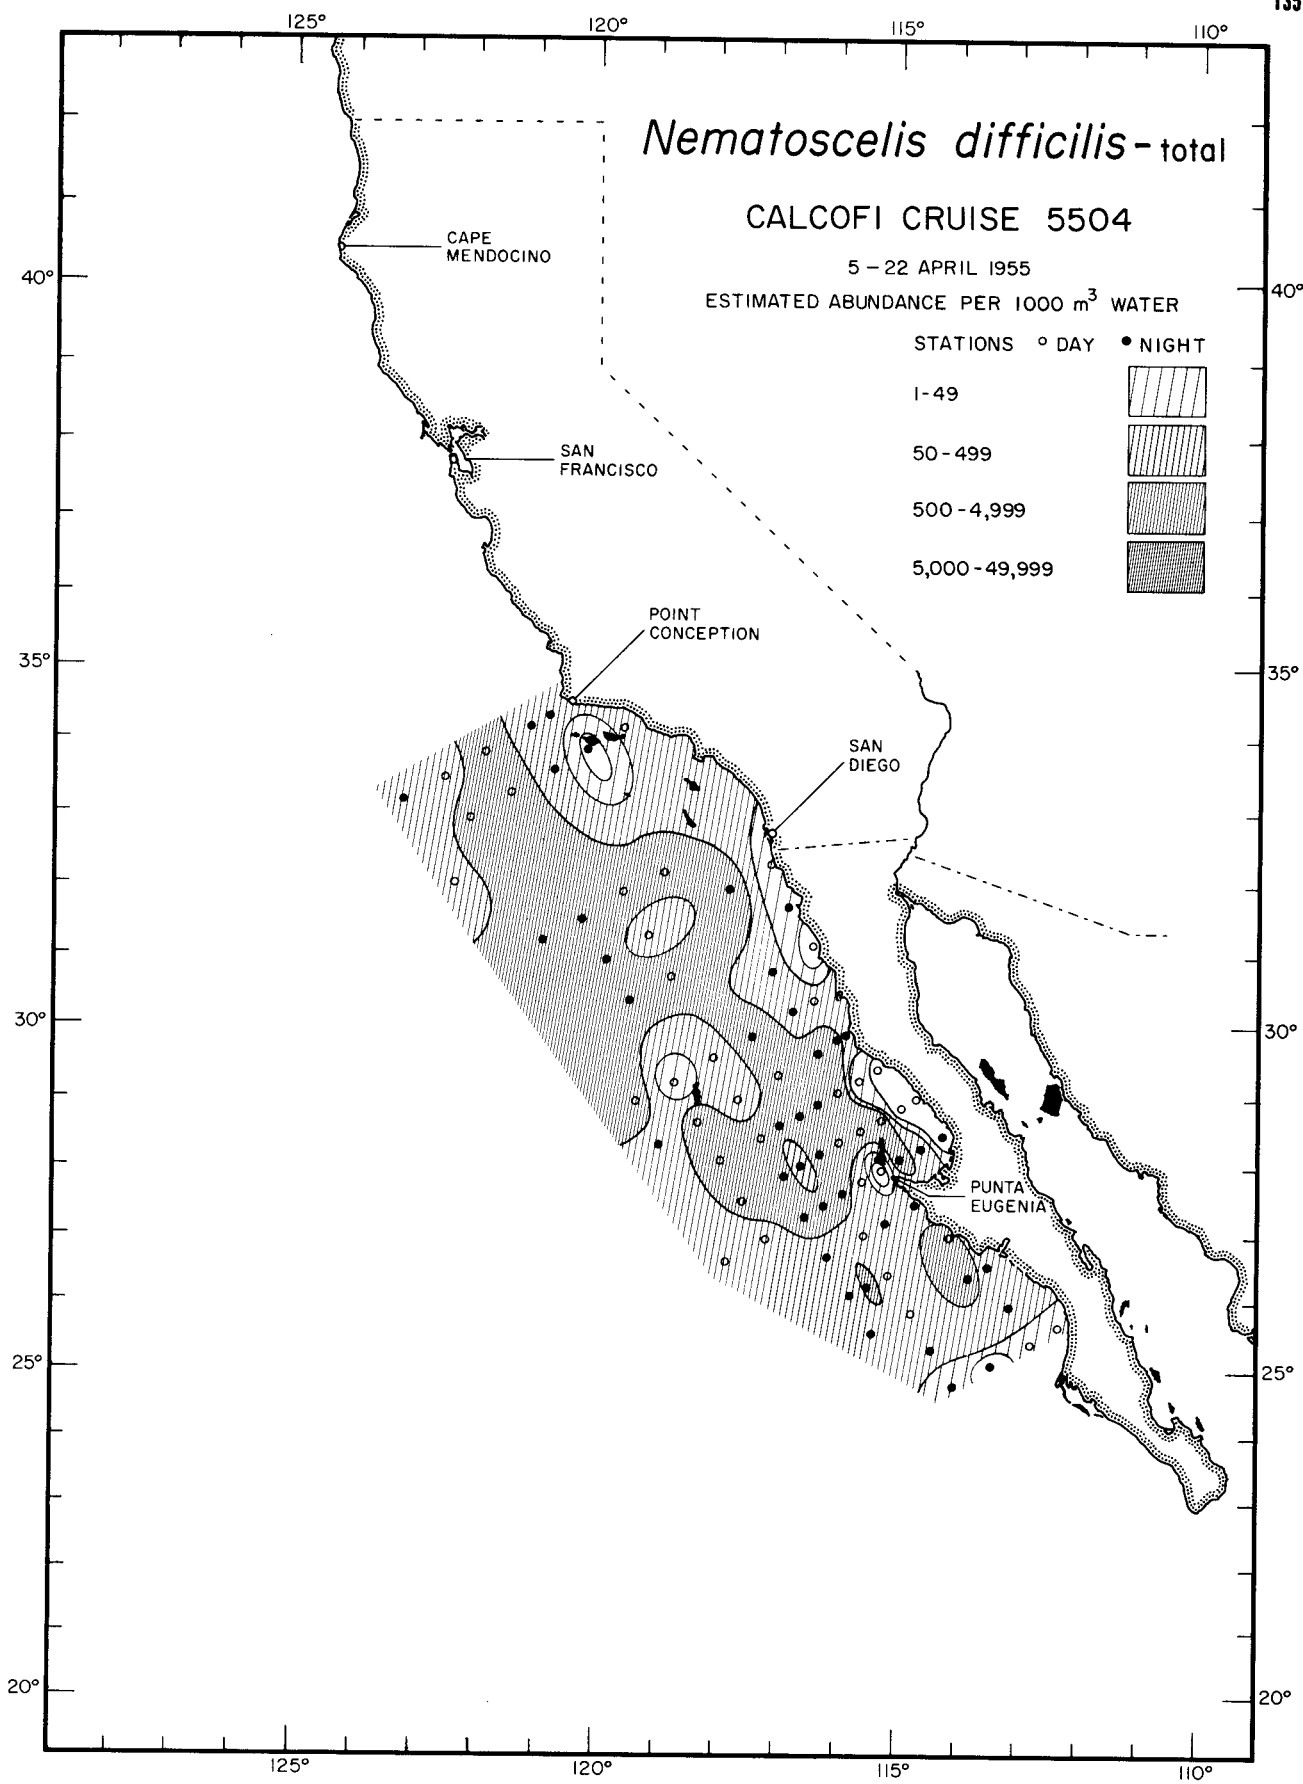 135
125° 120° 115° 110°
Nematoscelis difficilis - total
CALCOFI CRUISE 5504
5 - 22 APRIL 1955
ESTIMATED ABUNDANCE PER 1000 m³ WATER
STATIONS ○ DAY ● NIGHT
1-49
50-499
500-4,999
5,000-49,999
CAPE
MENDOCINO
40° 40°
SAN
FRANCISCO
POINT
CONCEPTION
35° 35°
SAN
DIEGO
30° 30°
PUNTA
EUGENIA
25° 25°
20° 20°
125° 120° 115° 110°